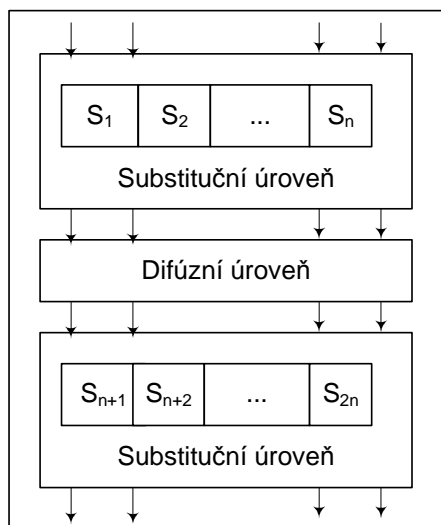 S₁ S₂ ... Sₙ
Substituční úroveň
Difúzní úroveň
Sₙ₊₁ Sₙ₊₂ ... S₂ₙ
Substituční úroveň